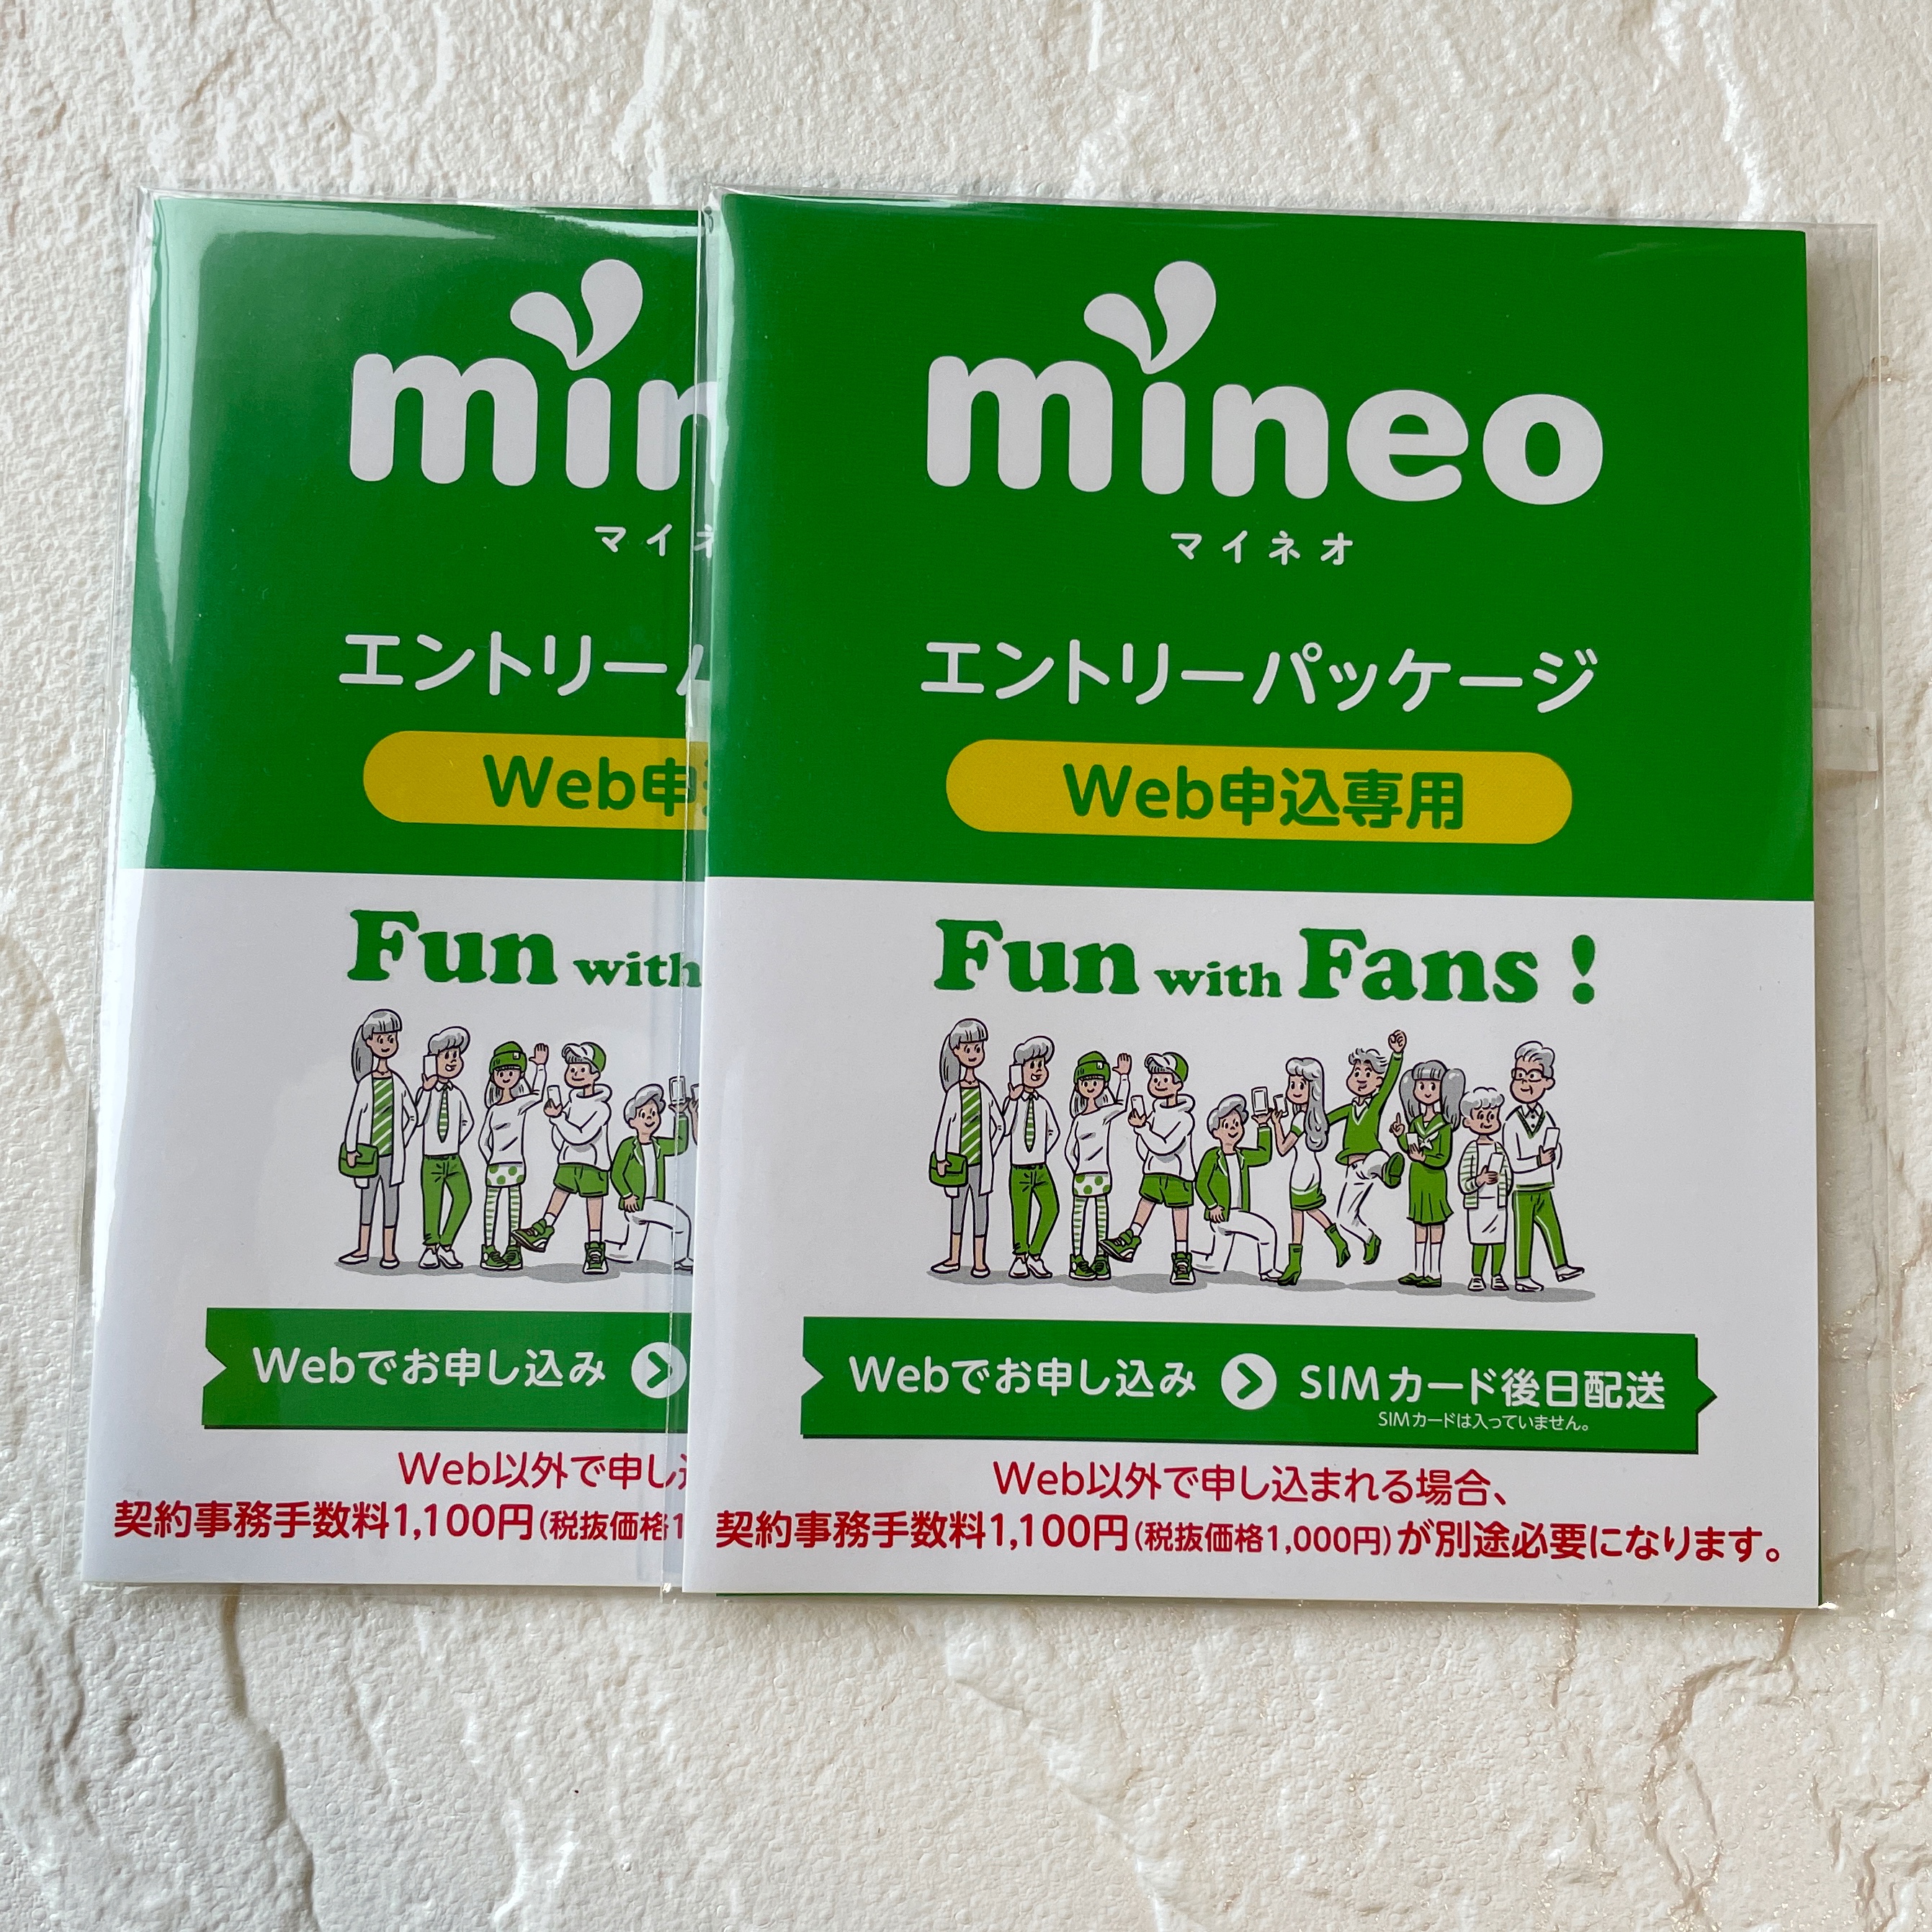 min
マイネ
エントリー
Web申
Fun with
Webでお申し込み
Web以外で申し込
契約事務手数料1,100円(税抜価格1
mineo
マイネオ
エントリーパッケージ
Web申込専用
Fun with Fans!
Webでお申し込み > SIMカード後日配送
SIMカードは入っていません。
Web以外で申し込まれる場合、
契約事務手数料1,100円(税抜価格1,000円)が別途必要になります。